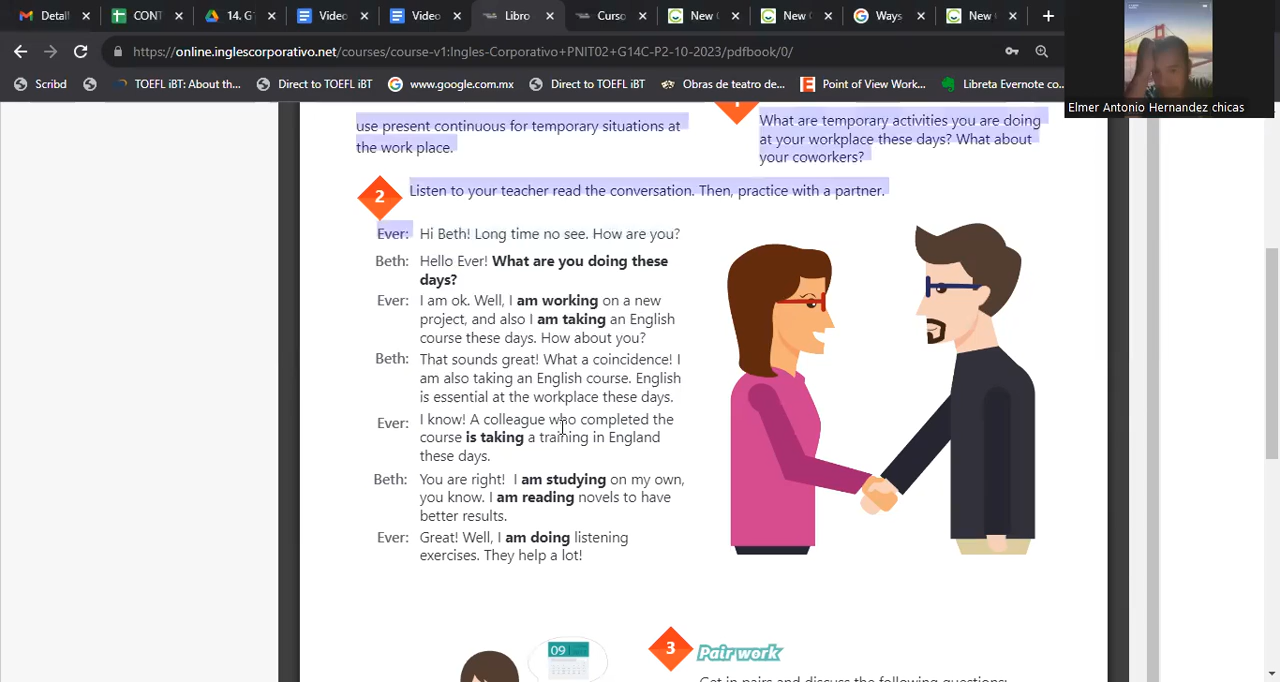 Detail
CONT
14. G
Video
Video
Libro
Curso
New (
New (
Ways
New (
https://online.inglescorporativo.net/courses/course-v1:Ingles-Corporativo+PNIT02+G14C-P2-10-2023/pdfbook/0/
Scribd
TOEFL iBT: About th...
Direct to TOEFL iBT
www.google.com.mx
Direct to TOEFL iBT
Obras de teatro de...
Point of View Work...
Libreta Evernote co...
Elmer Antonio Hernandez chicas
use present continuous for temporary situations at
the work place.
1
What are temporary activities you are doing
at your workplace these days? What about
your coworkers?
2
Listen to your teacher read the conversation. Then, practice with a partner.
Ever: Hi Beth! Long time no see. How are you?
Beth: Hello Ever! What are you doing these
days?
Ever: I am ok. Well, I am working on a new
project, and also I am taking an English
course these days. How about you?
Beth: That sounds great! What a coincidence! I
am also taking an English course. English
is essential at the workplace these days.
Ever: I know! A colleague who completed the
course is taking a training in England
these days.
Beth: You are right! I am studying on my own,
you know. I am reading novels to have
better results.
Ever: Great! Well, I am doing listening
exercises. They help a lot!
09
3
Pair work
Get in pairs and discuss the following questions: